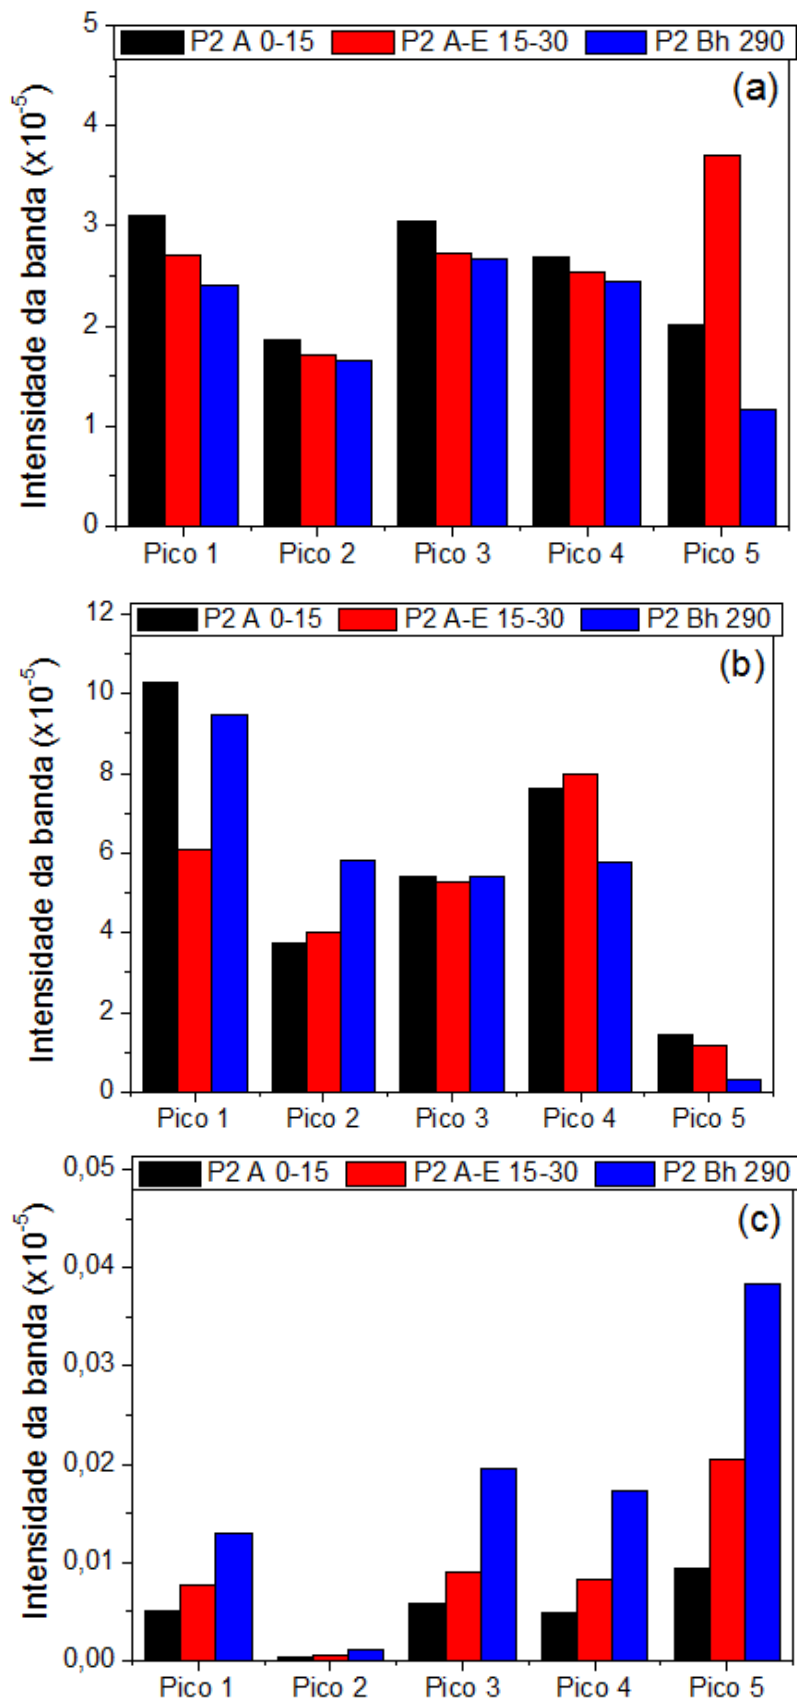 5
P2 A 0-15 P2 A-E 15-30 P2 Bh 290
(a)
4
3
2
1
0
Intensidade da banda (x10⁻⁵)
Pico 1 Pico 2 Pico 3 Pico 4 Pico 5
12
P2 A 0-15 P2 A-E 15-30 P2 Bh 290
(b)
10
8
6
4
2
0
Intensidade da banda (x10⁻⁵)
Pico 1 Pico 2 Pico 3 Pico 4 Pico 5
0,05
P2 A 0-15 P2 A-E 15-30 P2 Bh 290
(c)
0,04
0,03
0,02
0,01
0,00
Intensidade da banda (x10⁻⁵)
Pico 1 Pico 2 Pico 3 Pico 4 Pico 5